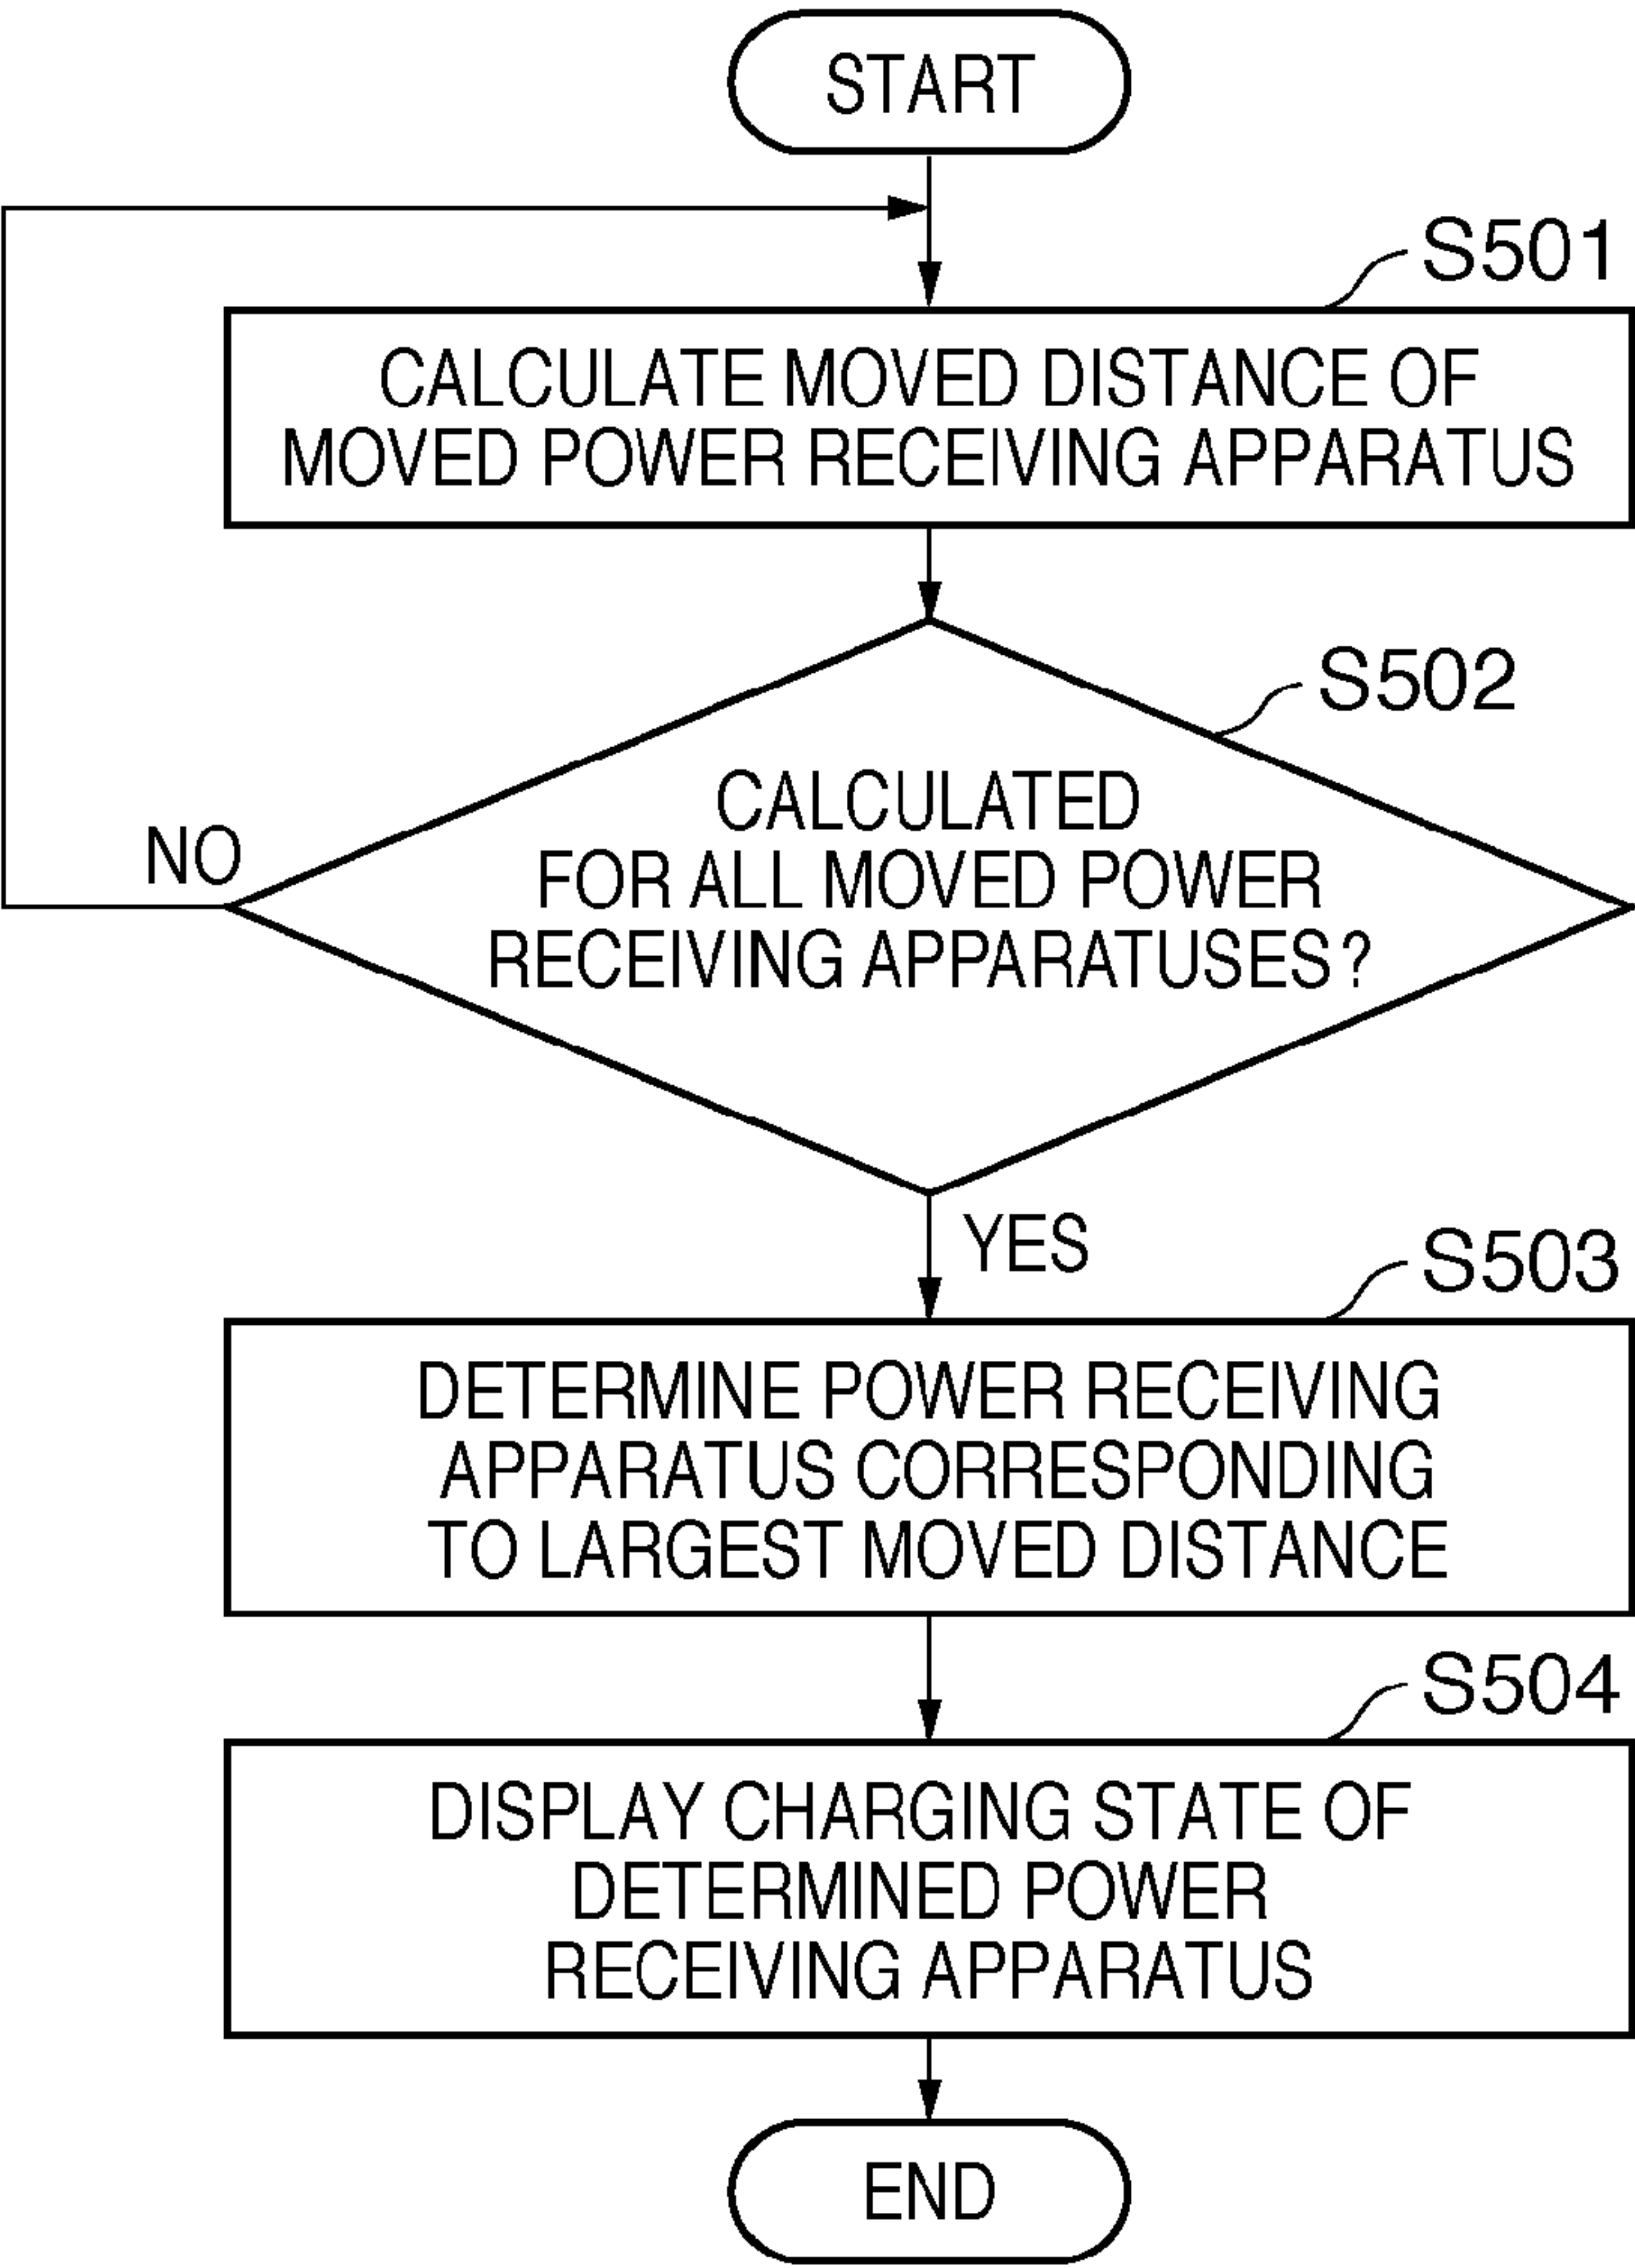 START
S501
CALCULATE MOVED DISTANCE OF
MOVED POWER RECEIVING APPARATUS
S502
CALCULATED
FOR ALL MOVED POWER
RECEIVING APPARATUSES?
NO
YES
S503
DETERMINE POWER RECEIVING
APPARATUS CORRESPONDING
TO LARGEST MOVED DISTANCE
S504
DISPLAY CHARGING STATE OF
DETERMINED POWER
RECEIVING APPARATUS
END